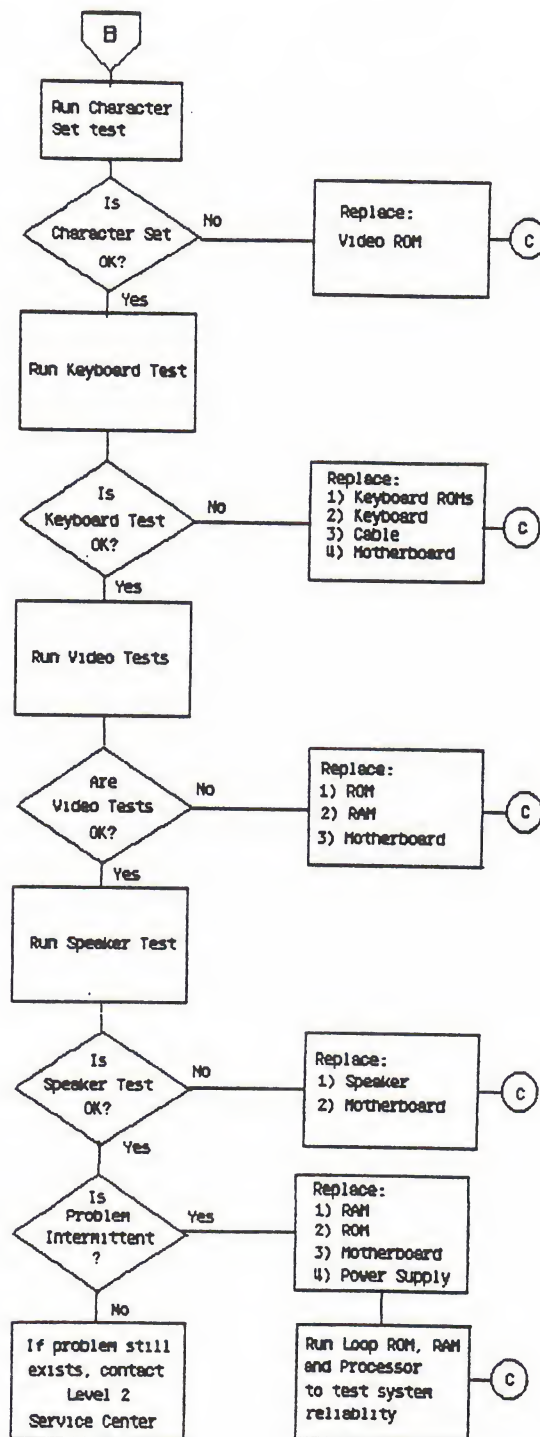 B
Run Character
Set test
Is
Character Set
OK?
No
Yes
Replace:
Video ROM
C
Run Keyboard Test
Is
Keyboard Test
OK?
No
Yes
Replace:
1) Keyboard ROMs
2) Keyboard
3) Cable
4) Motherboard
C
Run Video Tests
Are
Video Tests
OK?
No
Yes
Replace:
1) ROM
2) RAM
3) Motherboard
C
Run Speaker Test
Is
Speaker Test
OK?
No
Yes
Replace:
1) Speaker
2) Motherboard
C
Is
Problem
Intermittent
?
Yes
No
Replace:
1) RAM
2) ROM
3) Motherboard
4) Power Supply
If problem still
exists, contact
Level 2
Service Center
Run Loop ROM, RAM
and Processor
to test system
reliablity
C